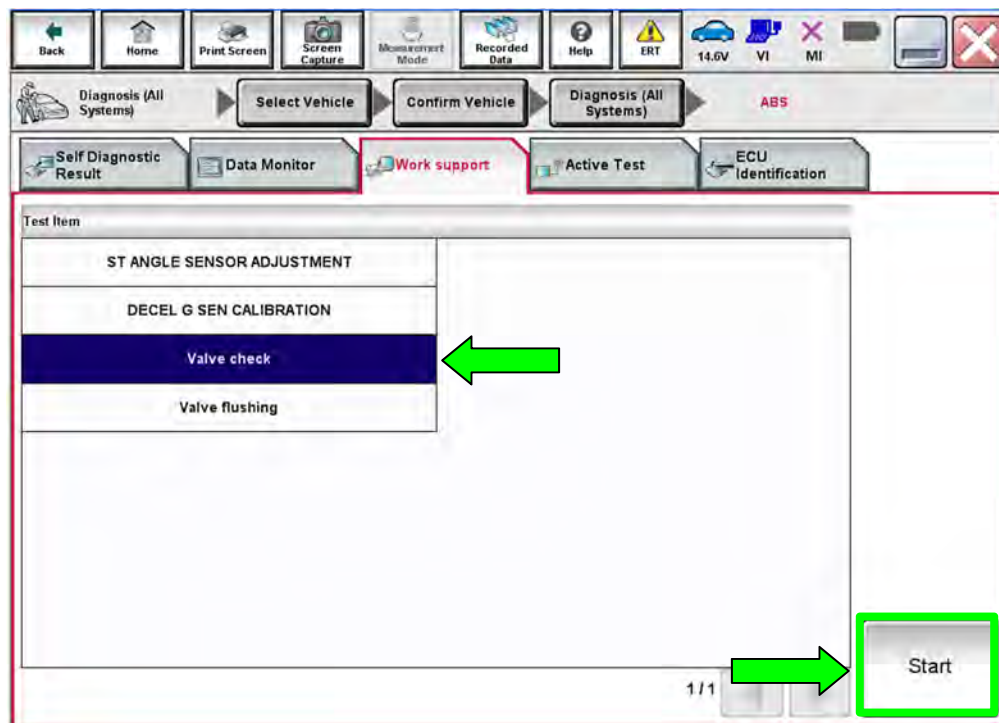 Back
Home
Print Screen
Screen
Capture
Measurement
Mode
Recorded
Data
Help
ERT
14.6V
VI
MI
Diagnosis (All
Systems)
Select Vehicle
Confirm Vehicle
Diagnosis (All
Systems)
ABS
Self Diagnostic
Result
Data Monitor
Work support
Active Test
ECU
Identification
Test Item
ST ANGLE SENSOR ADJUSTMENT
DECEL G SEN CALIBRATION
Valve check
Valve flushing
1/1
Start